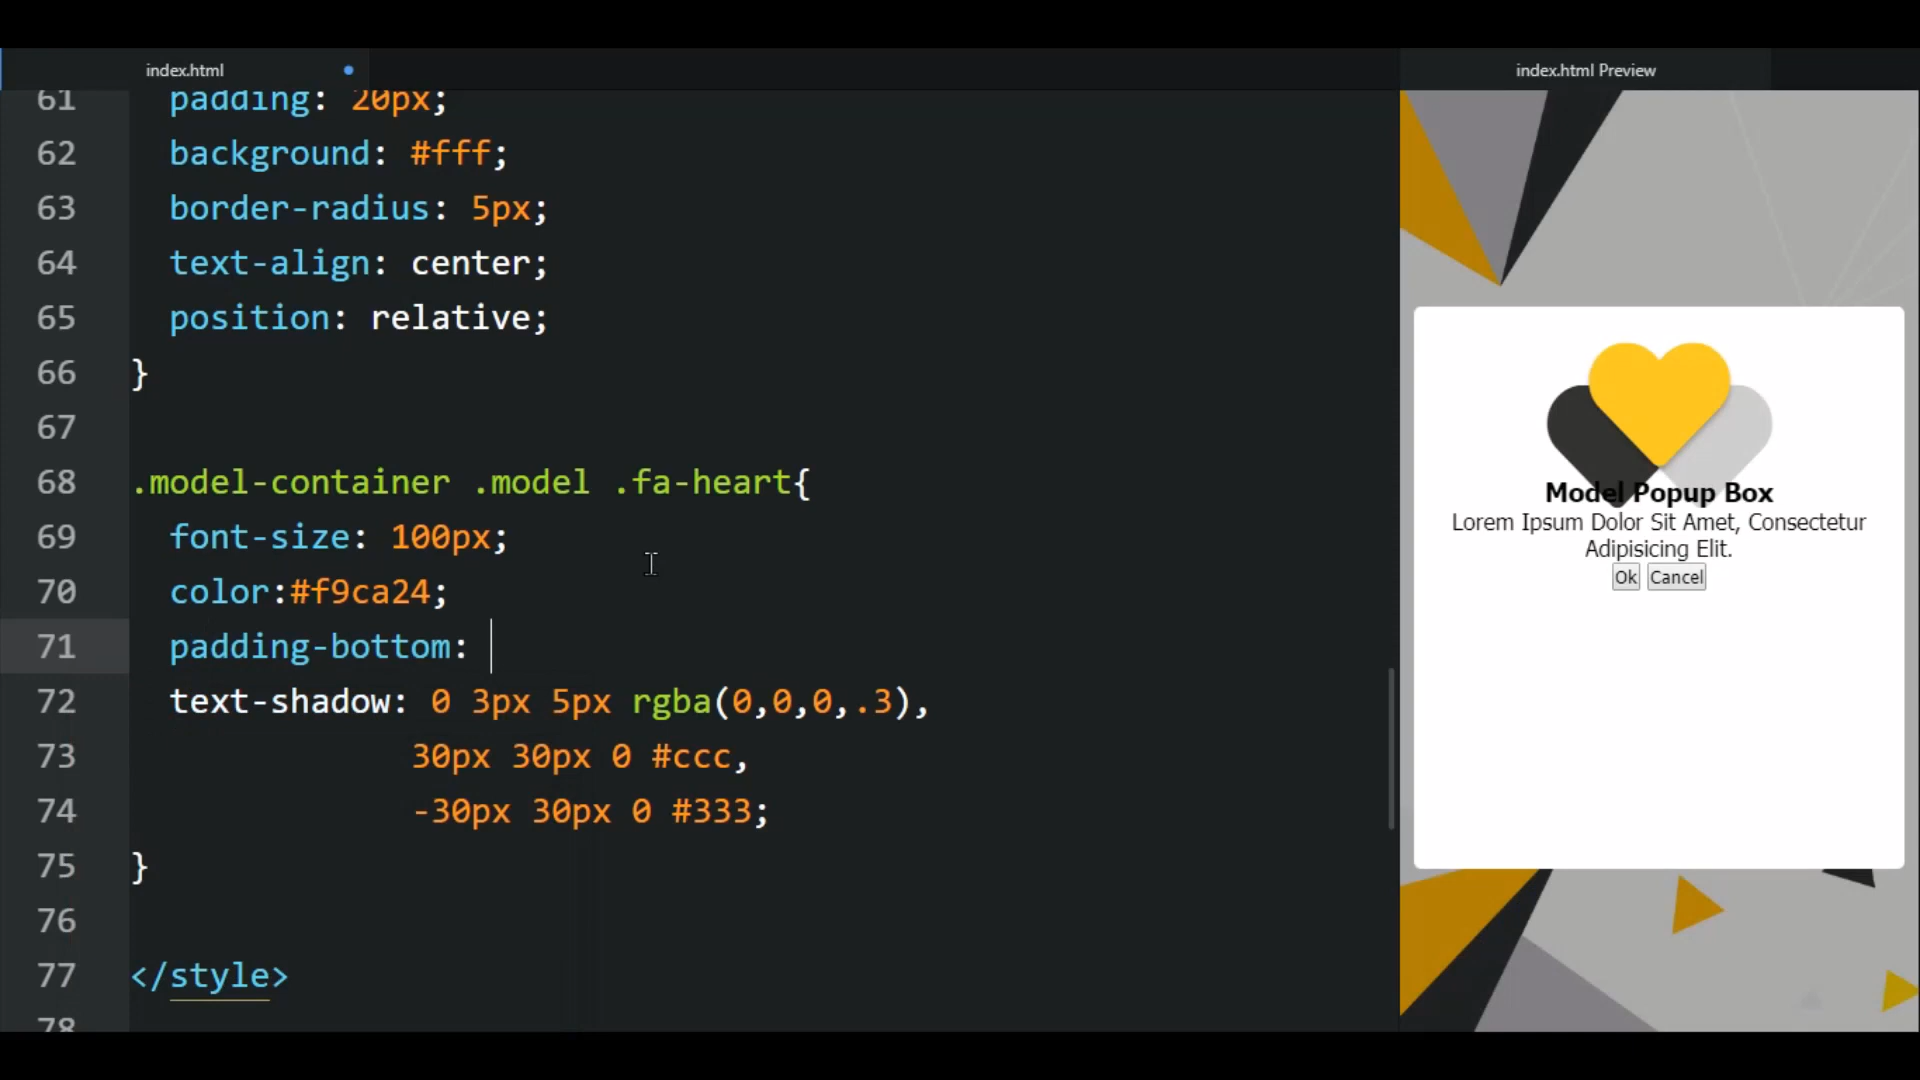 index.html
index.html Preview
61 padding: 20px;
62 background: #fff;
63 border-radius: 5px;
64 text-align: center;
65 position: relative;
66 }
67
68 .model-container .model .fa-heart{
69 font-size: 100px;
70 color:#f9ca24;
71 padding-bottom:
72 text-shadow: 0 3px 5px rgba(0,0,0,.3),
73 30px 30px 0 #ccc,
74 -30px 30px 0 #333;
75 }
76
77 </style>
78
Model Popup Box
Lorem Ipsum Dolor Sit Amet, Consectetur
Adipisicing Elit.
Ok Cancel